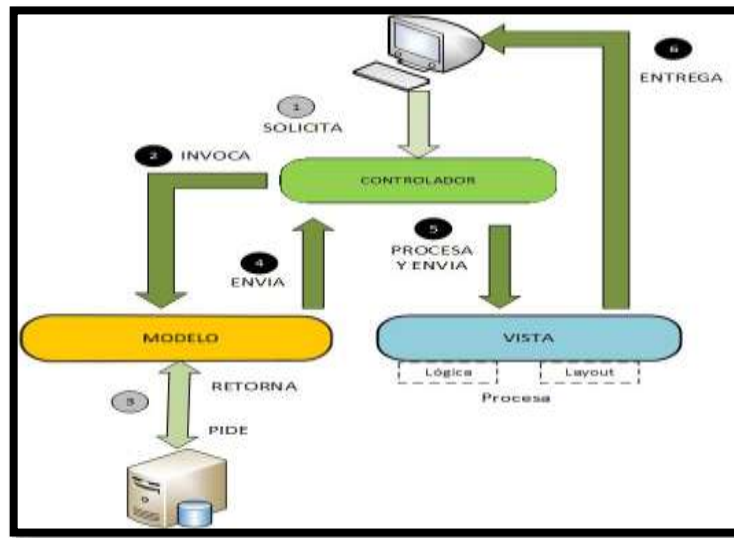 6
ENTREGA
1
SOLICITA
2 INVOCA
CONTROLADOR
4
ENVIA
5
PROCESA
Y ENVIA
MODELO
VISTA
Lógica
Layout
Procesa
3
RETORNA
PIDE